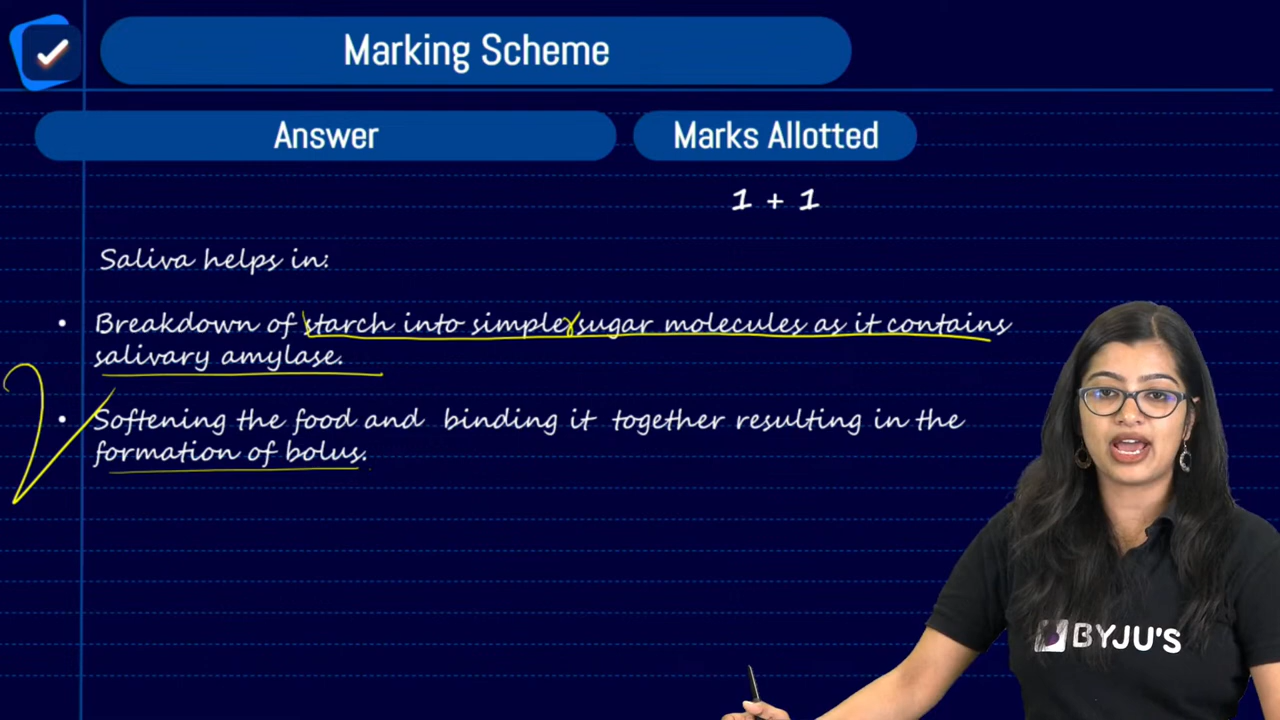 Marking Scheme
Answer
Marks Allotted
1 + 1
Saliva helps in:
• Breakdown of starch into simple sugar molecules as it contains
salivary amylase.
• Softening the food and binding it together resulting in the
formation of bolus.
BYJU'S